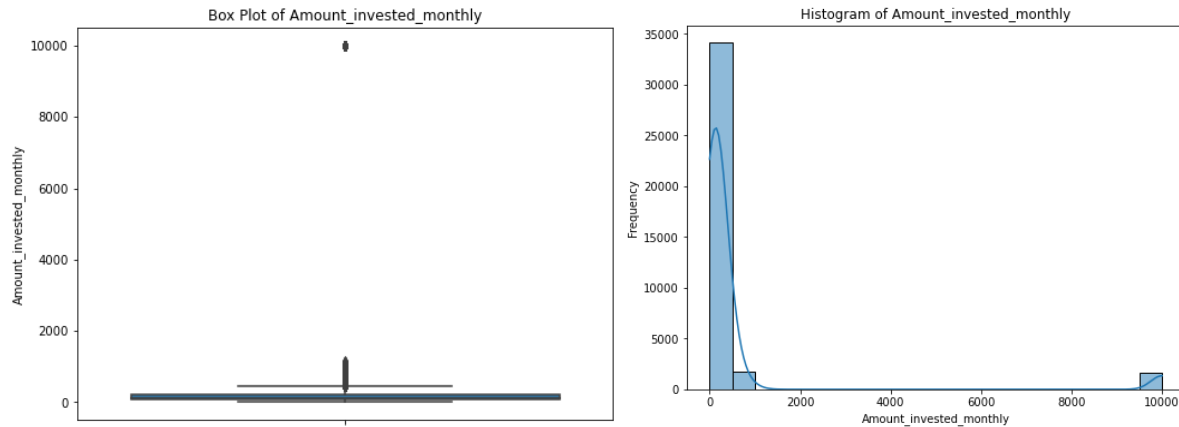 Box Plot of Amount_invested_monthly
10000
8000
6000
4000
2000
0
Amount_invested_monthly
Histogram of Amount_invested_monthly
35000
30000
25000
20000
15000
10000
5000
0
Frequency
0 2000 4000 6000 8000 10000
Amount_invested_monthly